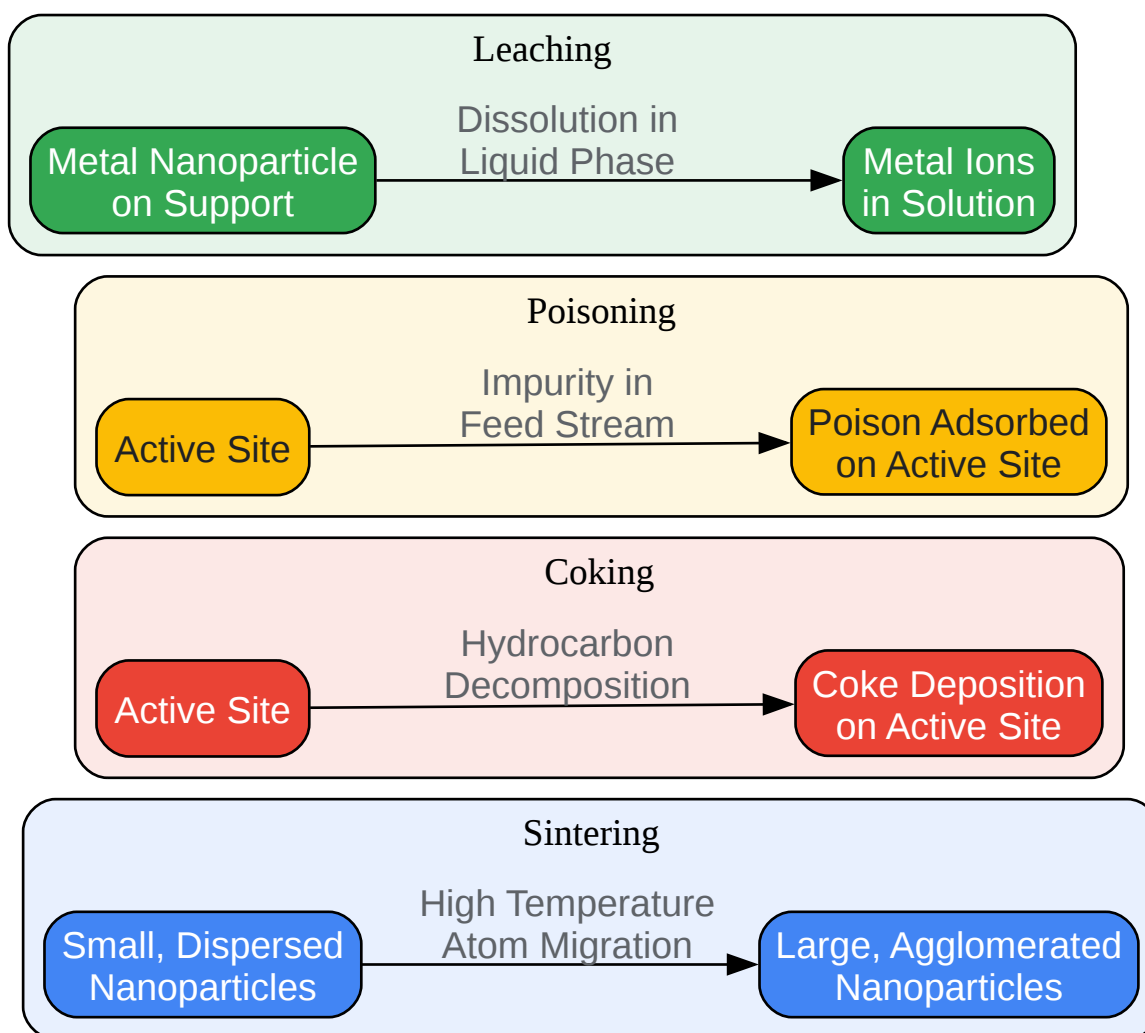 Leaching
Dissolution in
Liquid Phase
Metal Nanoparticle
on Support
Metal Ions
in Solution
Poisoning
Impurity in
Feed Stream
Active Site
Poison Adsorbed
on Active Site
Coking
Hydrocarbon
Decomposition
Active Site
Coke Deposition
on Active Site
Sintering
High Temperature
Atom Migration
Small, Dispersed
Nanoparticles
Large, Agglomerated
Nanoparticles